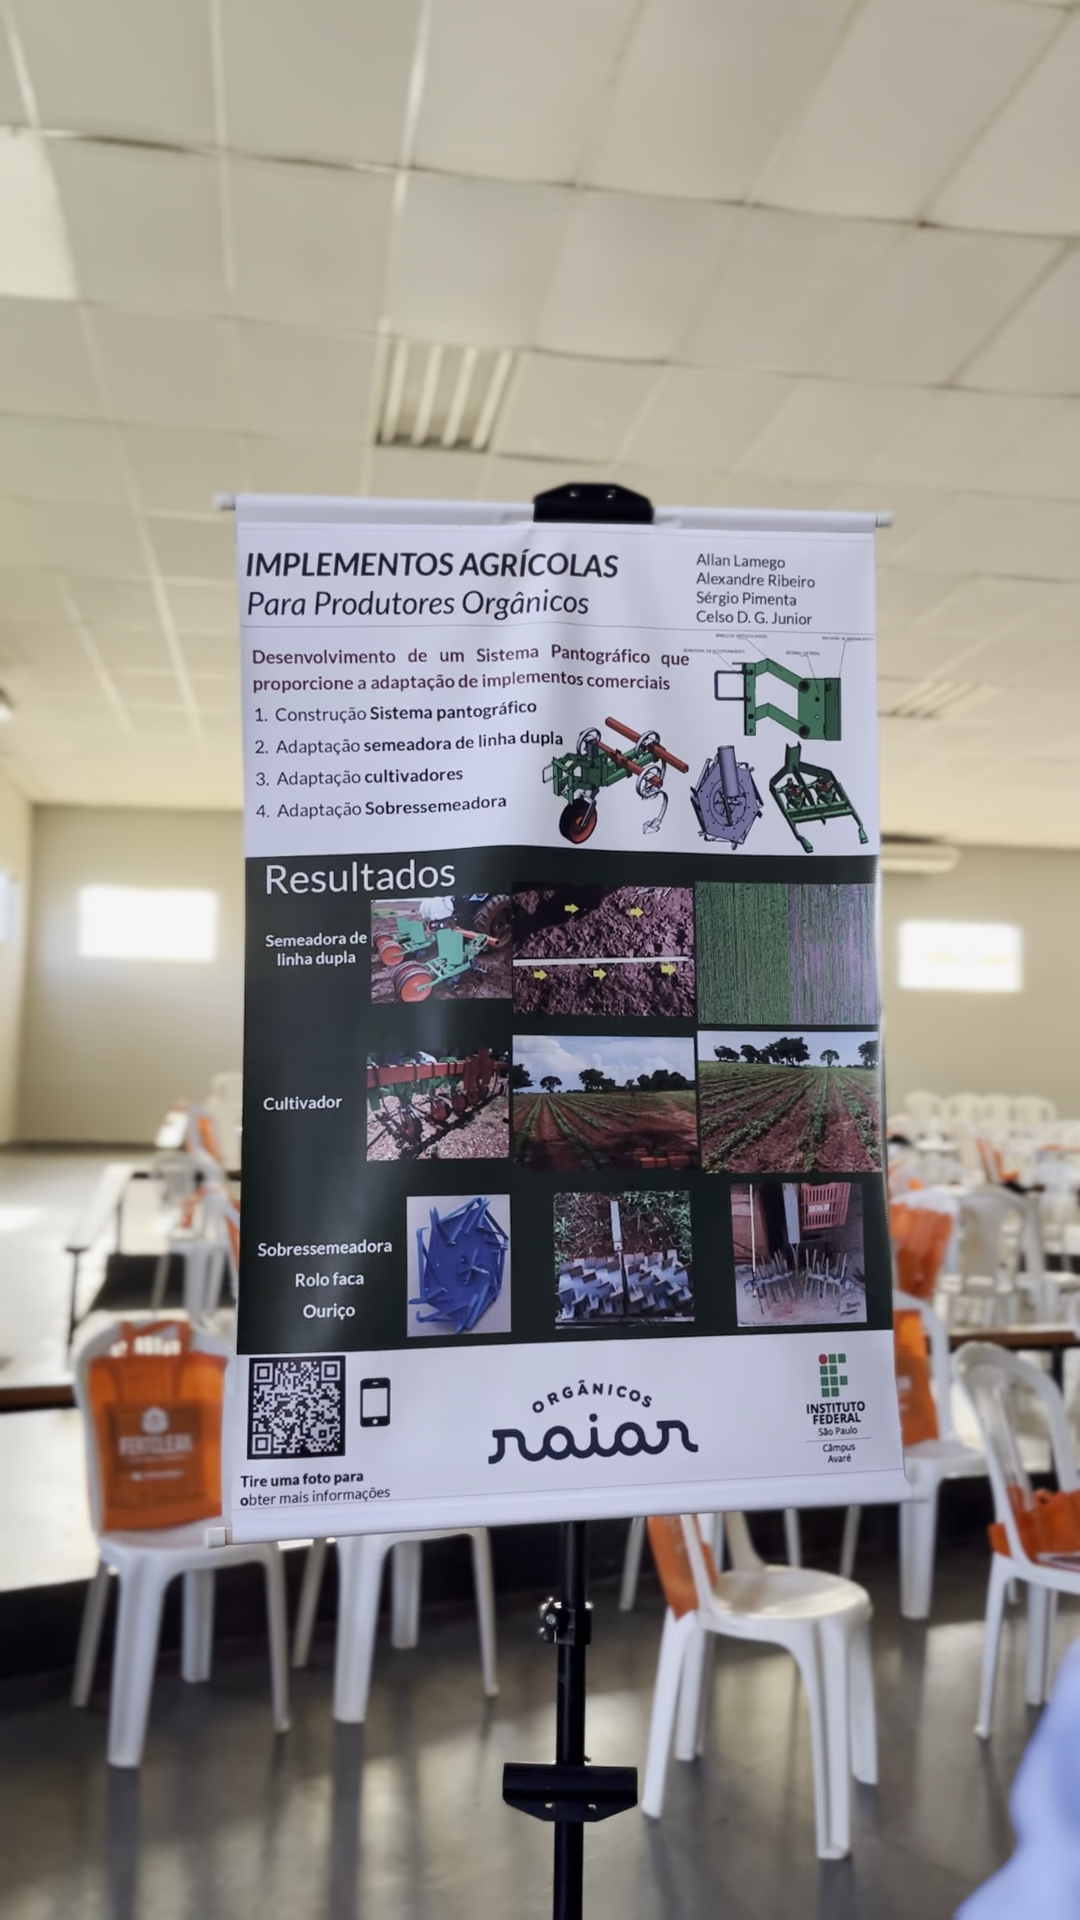 IMPLEMENTOS AGRÍCOLAS
Para Produtores Orgânicos
Allan Lamego
Alexandre Ribeiro
Sérgio Pimenta
Celso D. G. Junior
Desenvolvimento de um Sistema Pantográfico que
proporcione a adaptação de implementos comerciais
1. Construção Sistema pantográfico
2. Adaptação semeadora de linha dupla
3. Adaptação cultivadores
4. Adaptação Sobressemeadora
Resultados
Semeadora de
linha dupla
Cultivador
Sobressemeadora
Rolo faca
Ouriço
Tire uma foto para
obter mais informações
ORGÂNICOS
raiar
INSTITUTO
FEDERAL
São Paulo
Câmpus
Avaré